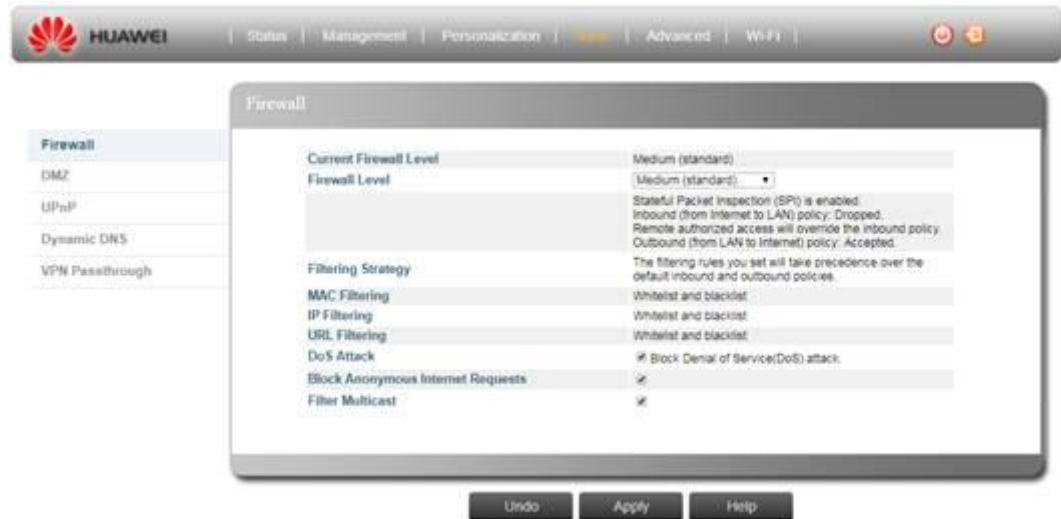 HUAWEI
Status | Management | Personalization | | Advanced | Wi-Fi |
Firewall
Firewall
DMZ
UPnP
Dynamic DNS
VPN Passthrough
Current Firewall Level Medium (standard)
Firewall Level Medium (standard)
Stateful Packet Inspection (SPI) is enabled.
Inbound (from Internet to LAN) policy: Dropped.
Remote authorized access will override the inbound policy.
Outbound (from LAN to Internet) policy: Accepted.
Filtering Strategy The filtering rules you set will take precedence over the
default inbound and outbound policies.
MAC Filtering Whitelist and blacklist
IP Filtering Whitelist and blacklist
URL Filtering Whitelist and blacklist
DoS Attack Block Denial of Service(DoS) attack.
Block Anonymous Internet Requests
Filter Multicast
Undo Apply Help